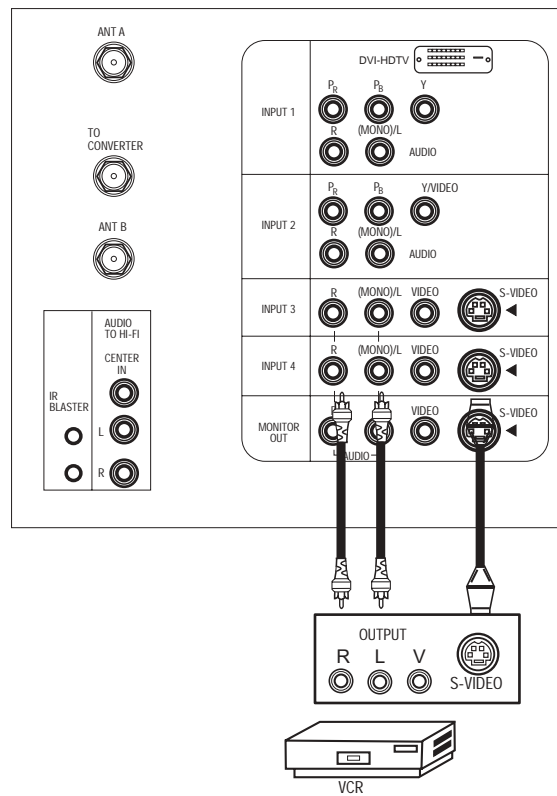 ANT A
TO
CONVERTER
ANT B
AUDIO
TO HI-FI
CENTER
IN
IR
BLASTER
L
R
DVI-HDTV
INPUT 1
PR PB Y
R (MONO)/L AUDIO
INPUT 2
PR PB Y/VIDEO
R (MONO)/L AUDIO
INPUT 3
R (MONO)/L VIDEO S-VIDEO
INPUT 4
R (MONO)/L VIDEO S-VIDEO
MONITOR
OUT
VIDEO S-VIDEO
AUDIO
OUTPUT
R L V
S-VIDEO
VCR